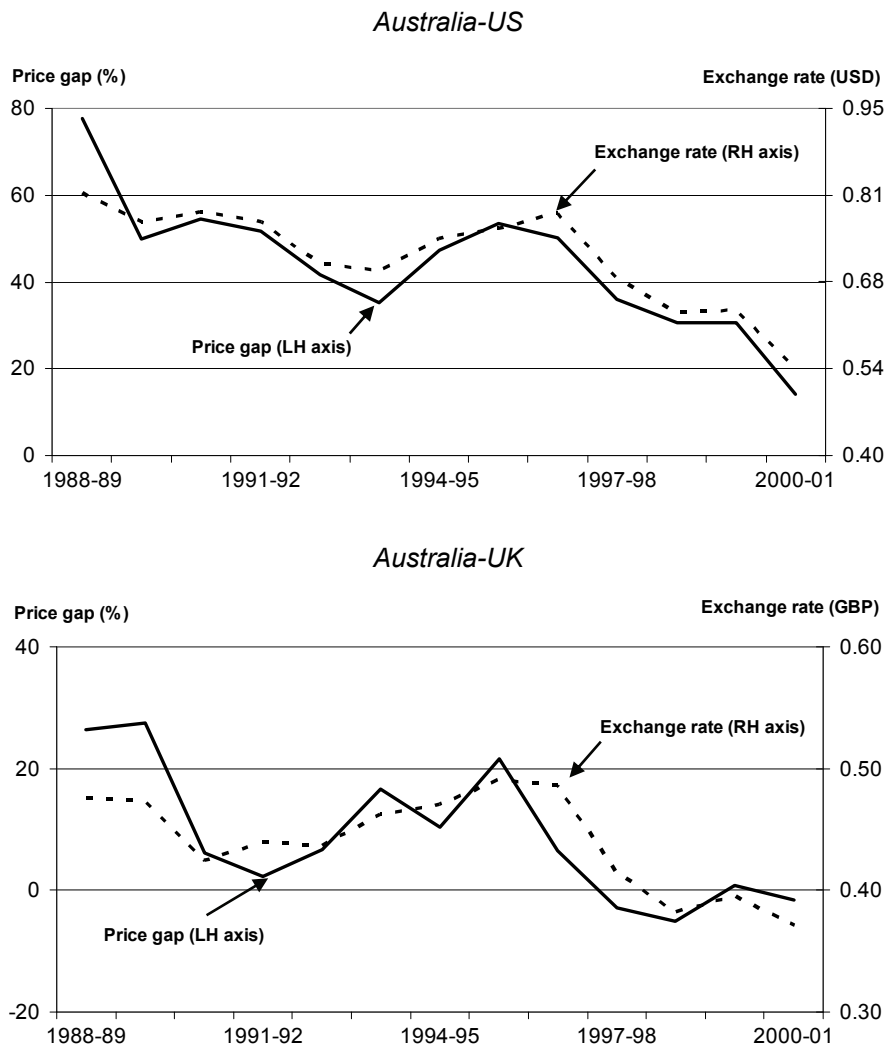 Australia-US
Price gap (%) Exchange rate (USD)
80 0.95
Exchange rate (RH axis)
60 0.81
40 0.68
Price gap (LH axis)
20 0.54
0 0.40
1988-89 1991-92 1994-95 1997-98 2000-01
Australia-UK
Price gap (%) Exchange rate (GBP)
40 0.60
Exchange rate (RH axis)
20 0.50
0 0.40
Price gap (LH axis)
-20 0.30
1988-89 1991-92 1994-95 1997-98 2000-01